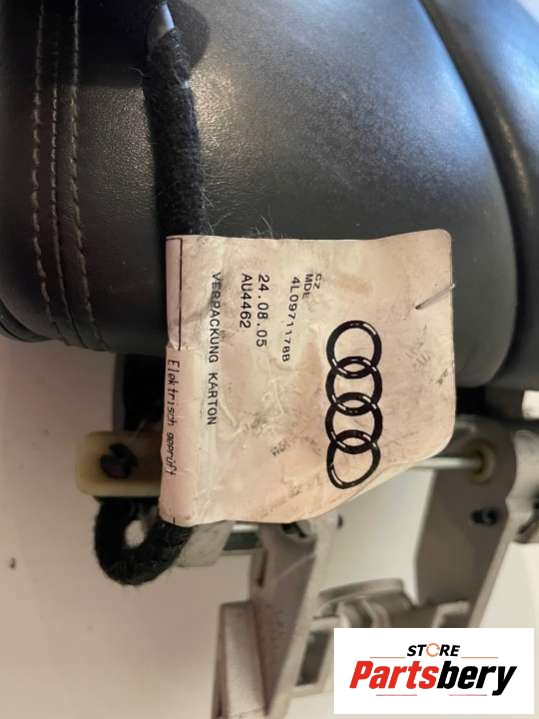 CZ
MDE
4L0971178B
24.08.05
AU4462
VERPACKUNG KARTON
Elektrisch geprüft
STORE
Partsbery